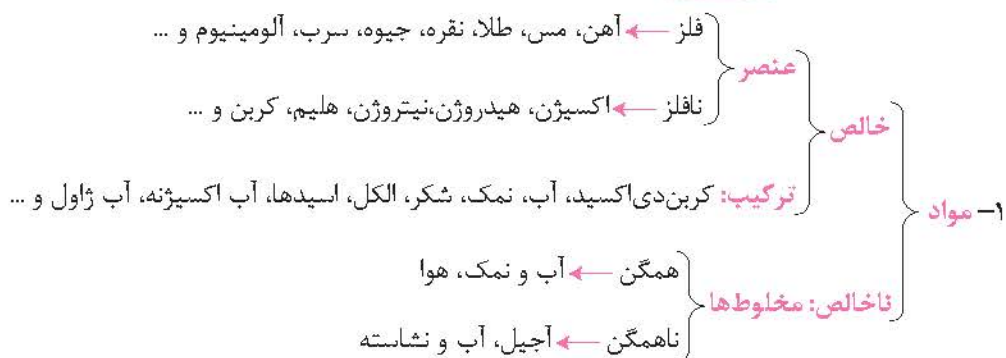 فلز ← آهن، مس، طلا، نقره، جیوه، سرب، آلومینیوم و ...
عنصر
نافلز ← اکسیژن، هیدروژن،نیتروژن، هلیم، کربن و ...
خالص
ترکیب: کربن‌دی‌اکسید، آب، نمک، شکر، الکل، اسیدها، آب اکسیژنه، آب ژاول و ...
۱– مواد
همگن ← آب و نمک، هوا
ناخالص: مخلوط‌ها
ناهمگن ← آجیل، آب و نشاسته